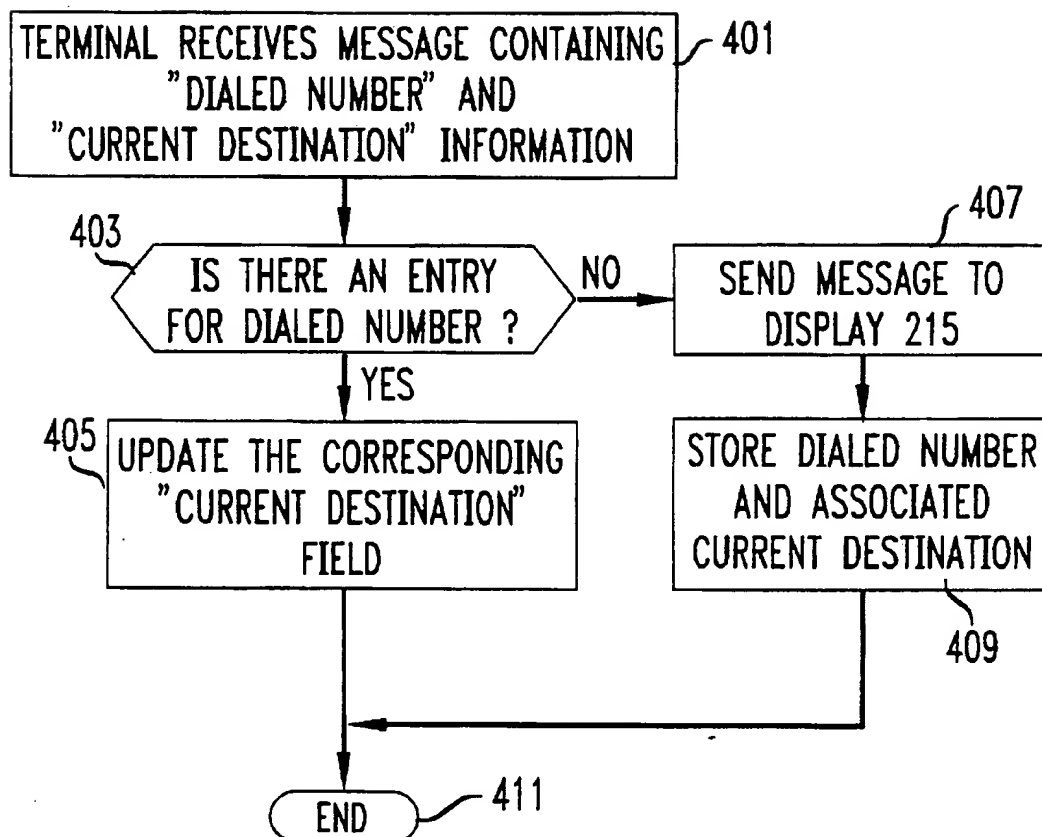 TERMINAL RECEIVES MESSAGE CONTAINING
"DIALED NUMBER" AND
"CURRENT DESTINATION" INFORMATION
401
403
IS THERE AN ENTRY
FOR DIALED NUMBER ?
NO
YES
407
SEND MESSAGE TO
DISPLAY 215
405
UPDATE THE CORRESPONDING
"CURRENT DESTINATION"
FIELD
STORE DIALED NUMBER
AND ASSOCIATED
CURRENT DESTINATION
409
END
411